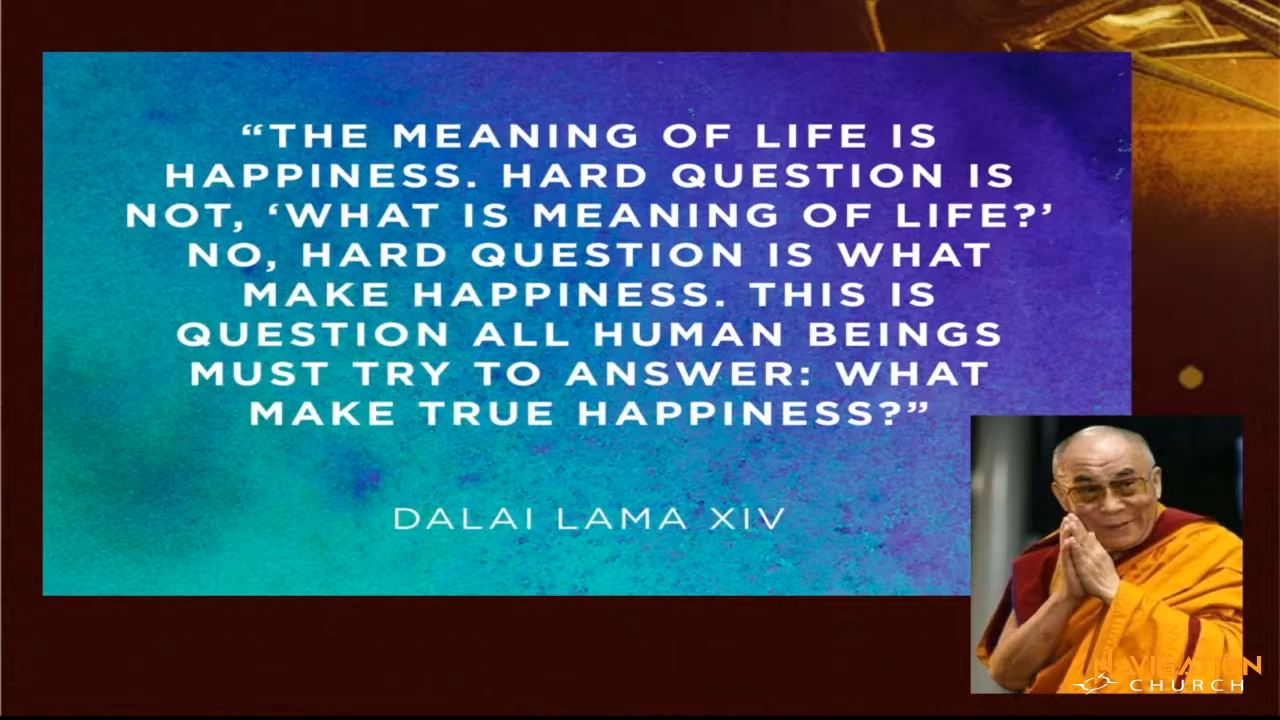 “THE MEANING OF LIFE IS
HAPPINESS. HARD QUESTION IS
NOT, ‘WHAT IS MEANING OF LIFE?’
NO, HARD QUESTION IS WHAT
MAKE HAPPINESS. THIS IS
QUESTION ALL HUMAN BEINGS
MUST TRY TO ANSWER: WHAT
MAKE TRUE HAPPINESS?”
DALAI LAMA XIV
NAVIGATION
CHURCH